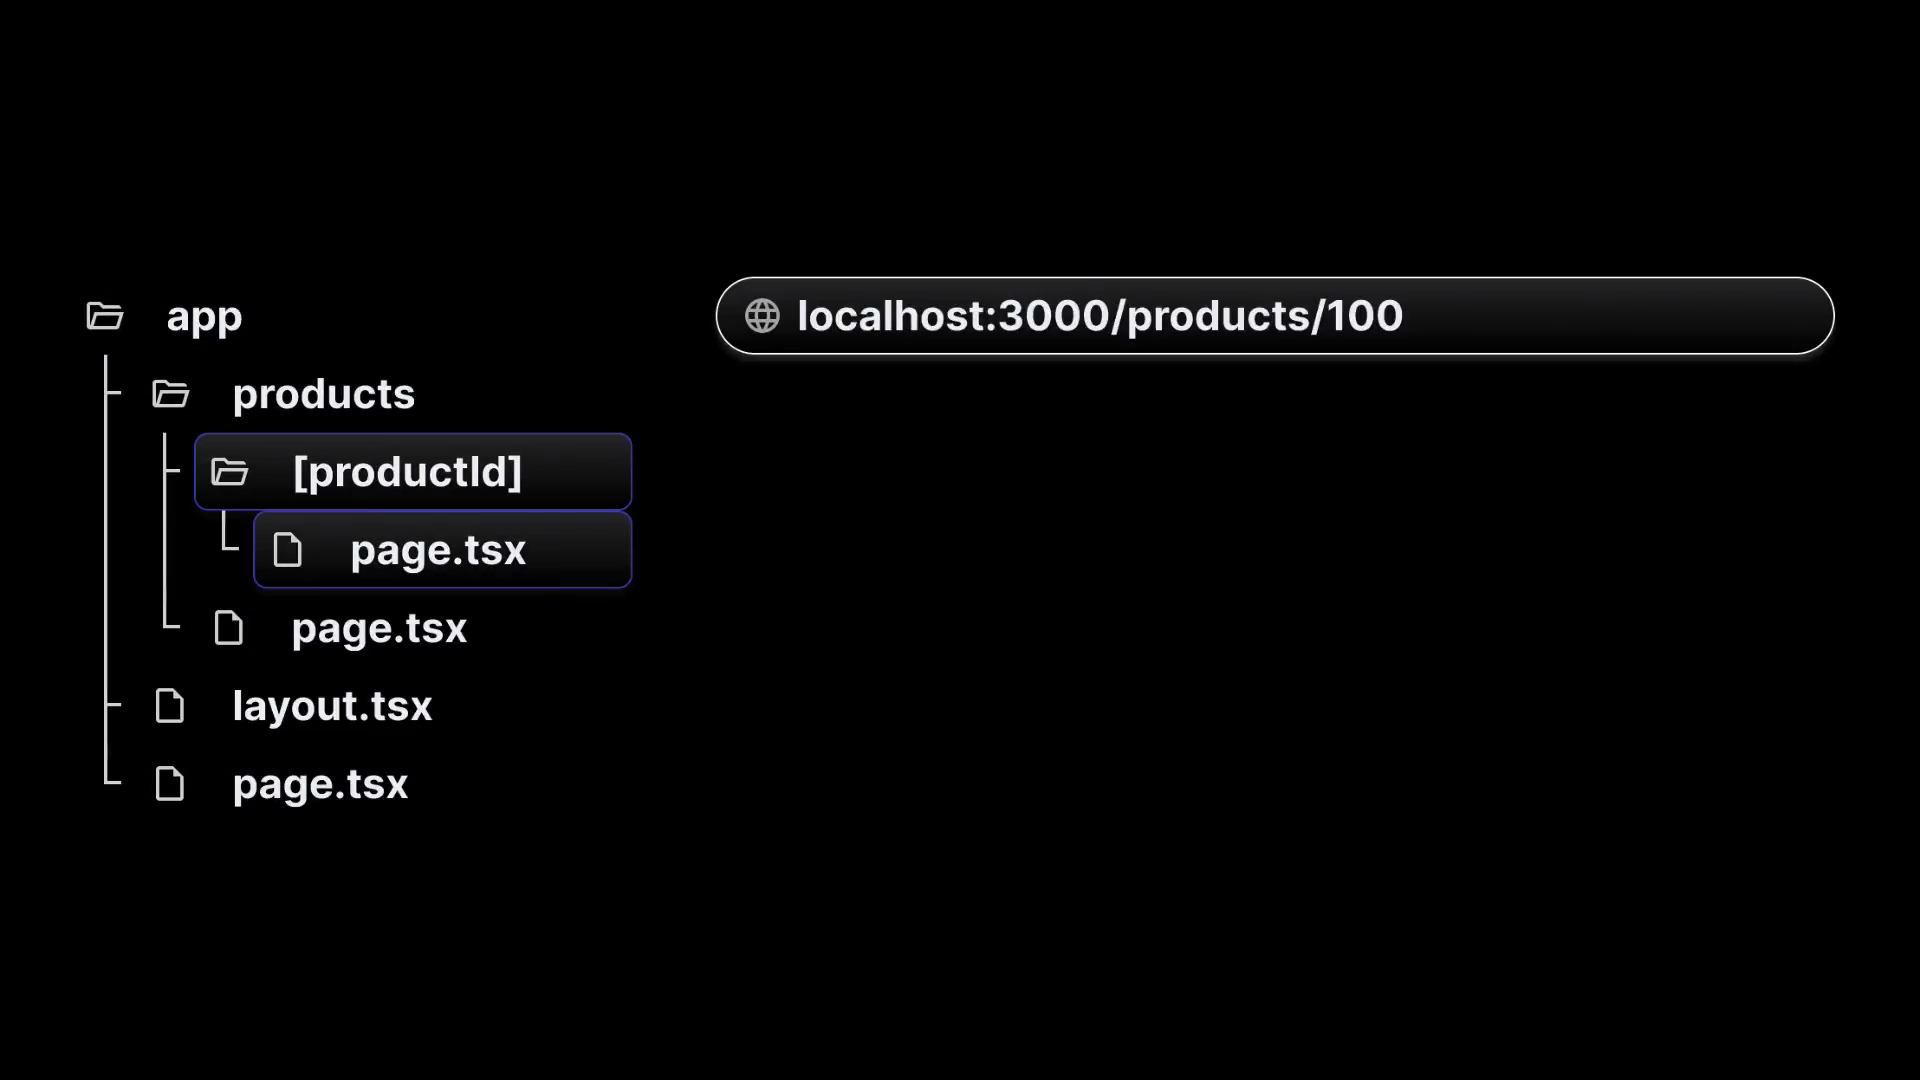 app
products
[productId]
page.tsx
page.tsx
layout.tsx
page.tsx
localhost:3000/products/100